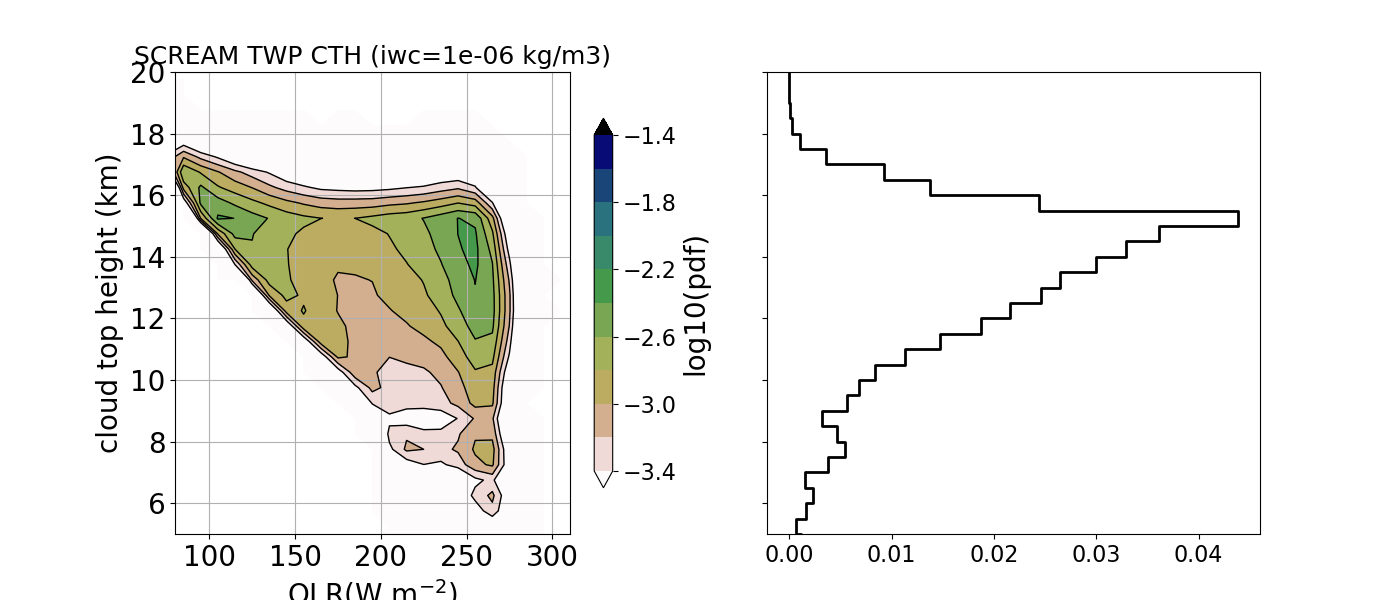 SCREAM TWP CTH (iwc=1e-06 kg/m3)
cloud top height (km)
20
18
16
14
12
10
8
6
100 150 200 250 300
OLR(W m⁻²)
−1.4
−1.8
−2.2
−2.6
−3.0
−3.4
log10(pdf)
0.00 0.01 0.02 0.03 0.04